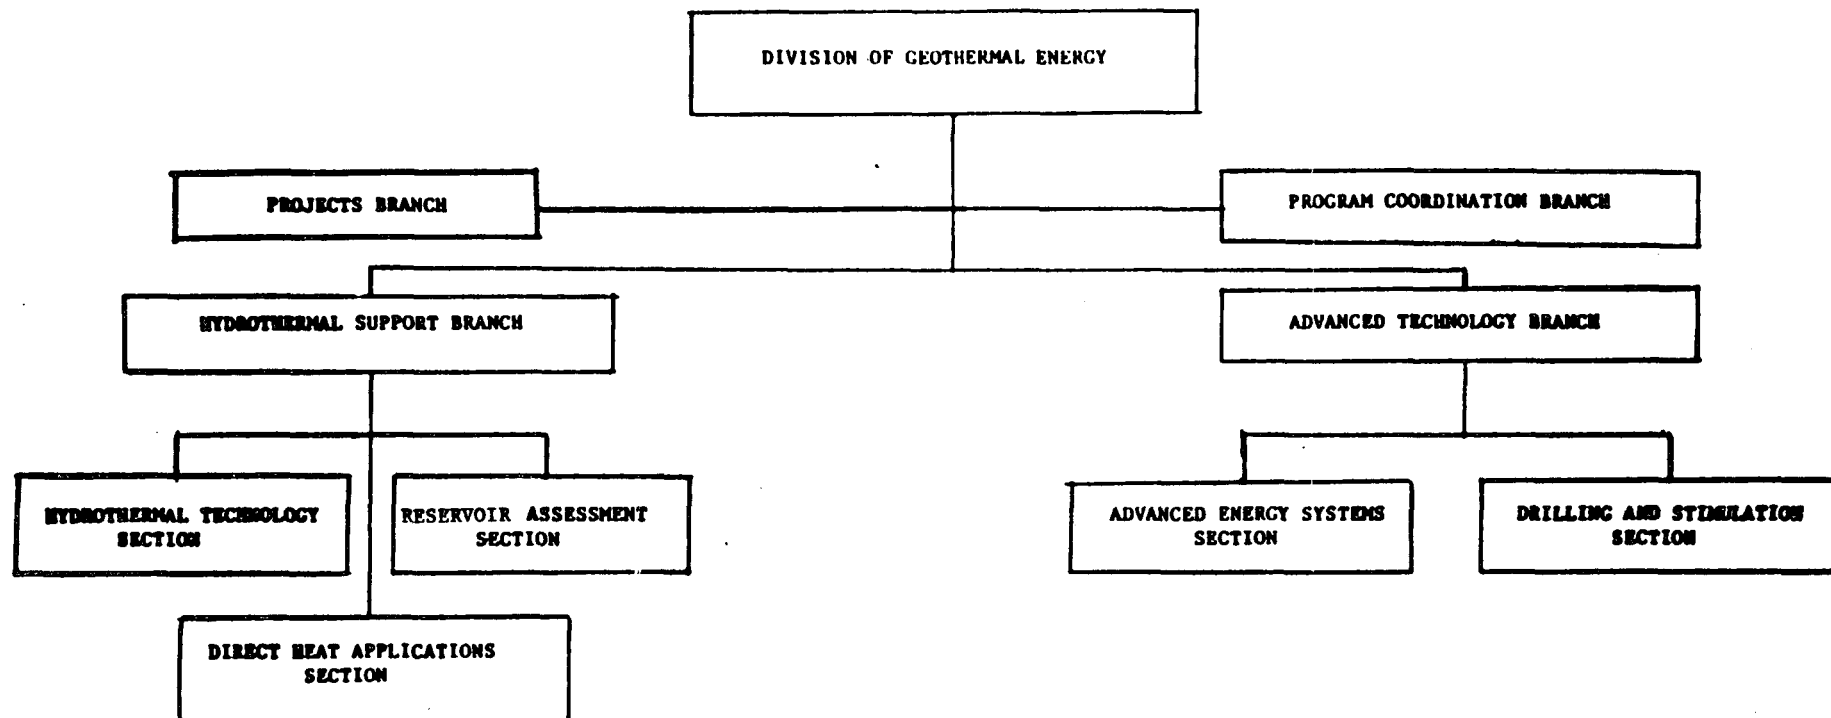 DIVISION OF GEOTHERMAL ENERGY
PROJECTS BRANCH
PROGRAM COORDINATION BRANCH
HYDROTHERMAL SUPPORT BRANCH
ADVANCED TECHNOLOGY BRANCH
HYDROTHERMAL TECHNOLOGY
SECTION
RESERVOIR ASSESSMENT
SECTION
ADVANCED ENERGY SYSTEMS
SECTION
DRILLING AND STIMULATION
SECTION
DIRECT HEAT APPLICATIONS
SECTION